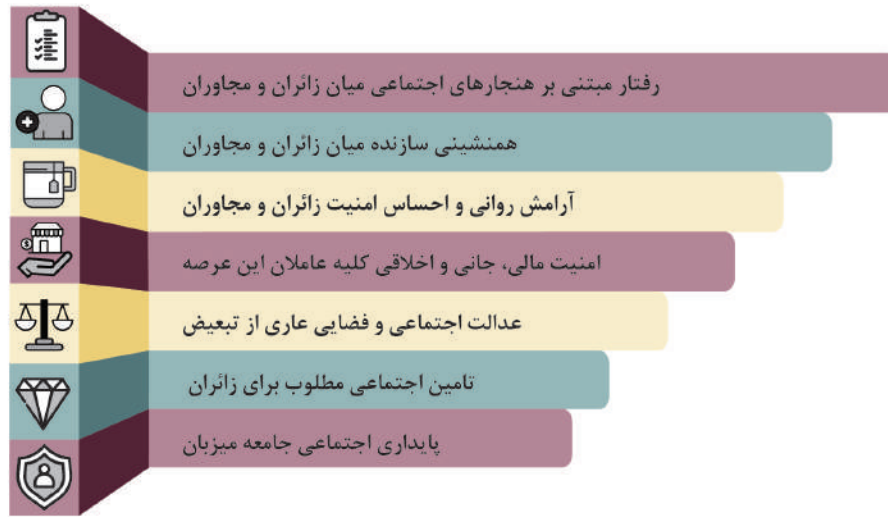 رفتار مبتنی بر هنجارهای اجتماعی میان زائران و مجاوران
همنشینی سازنده میان زائران و مجاوران
آرامش روانی و احساس امنیت زائران و مجاوران
امنیت مالی، جانی و اخلاقی کلیه عاملان این عرصه
عدالت اجتماعی و فضایی عاری از تبعیض
تامین اجتماعی مطلوب برای زائران
پایداری اجتماعی جامعه میزبان